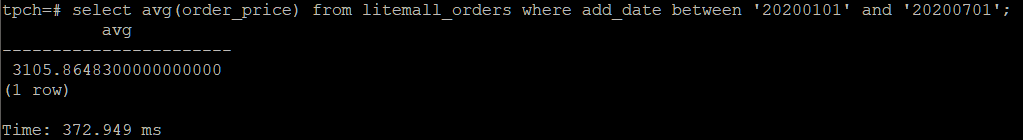 tpch=# select avg(order_price) from litemall_orders where add_date between '20200101' and '20200701';
avg
-----------------------
3105.8648300000000000
(1 row)
Time: 372.949 ms